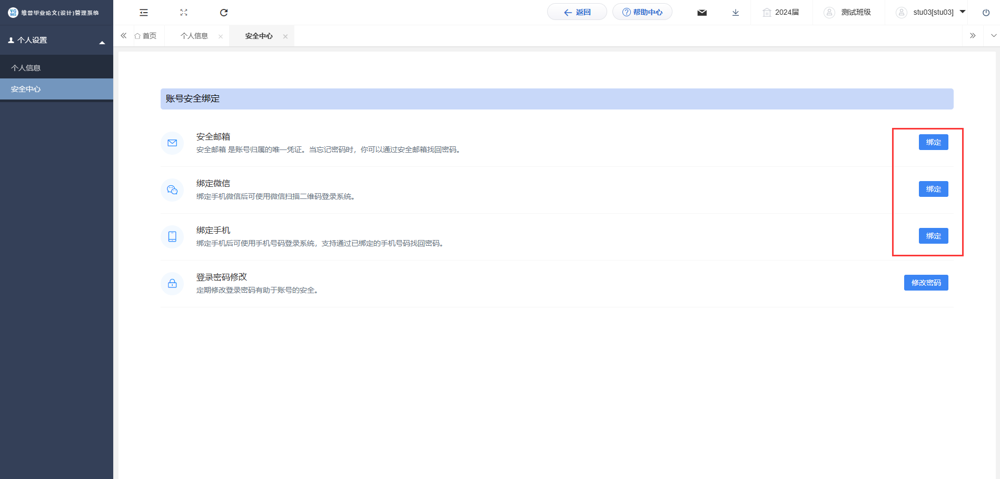 VG
MS
维普毕业论文(设计)管理系统
返回
帮助中心
2024届
测试班级
stu03[stu03]
个人设置
首页
个人信息
安全中心
个人信息
安全中心
账号安全绑定
安全邮箱
安全邮箱 是账号归属的唯一凭证。当忘记密码时，你可以通过安全邮箱找回密码。
绑定
绑定微信
绑定手机微信后可使用微信扫描二维码登录系统。
绑定
绑定手机
绑定手机后可使用手机号码登录系统，支持通过已绑定的手机号码找回密码。
绑定
登录密码修改
定期修改登录密码有助于账号的安全。
修改密码